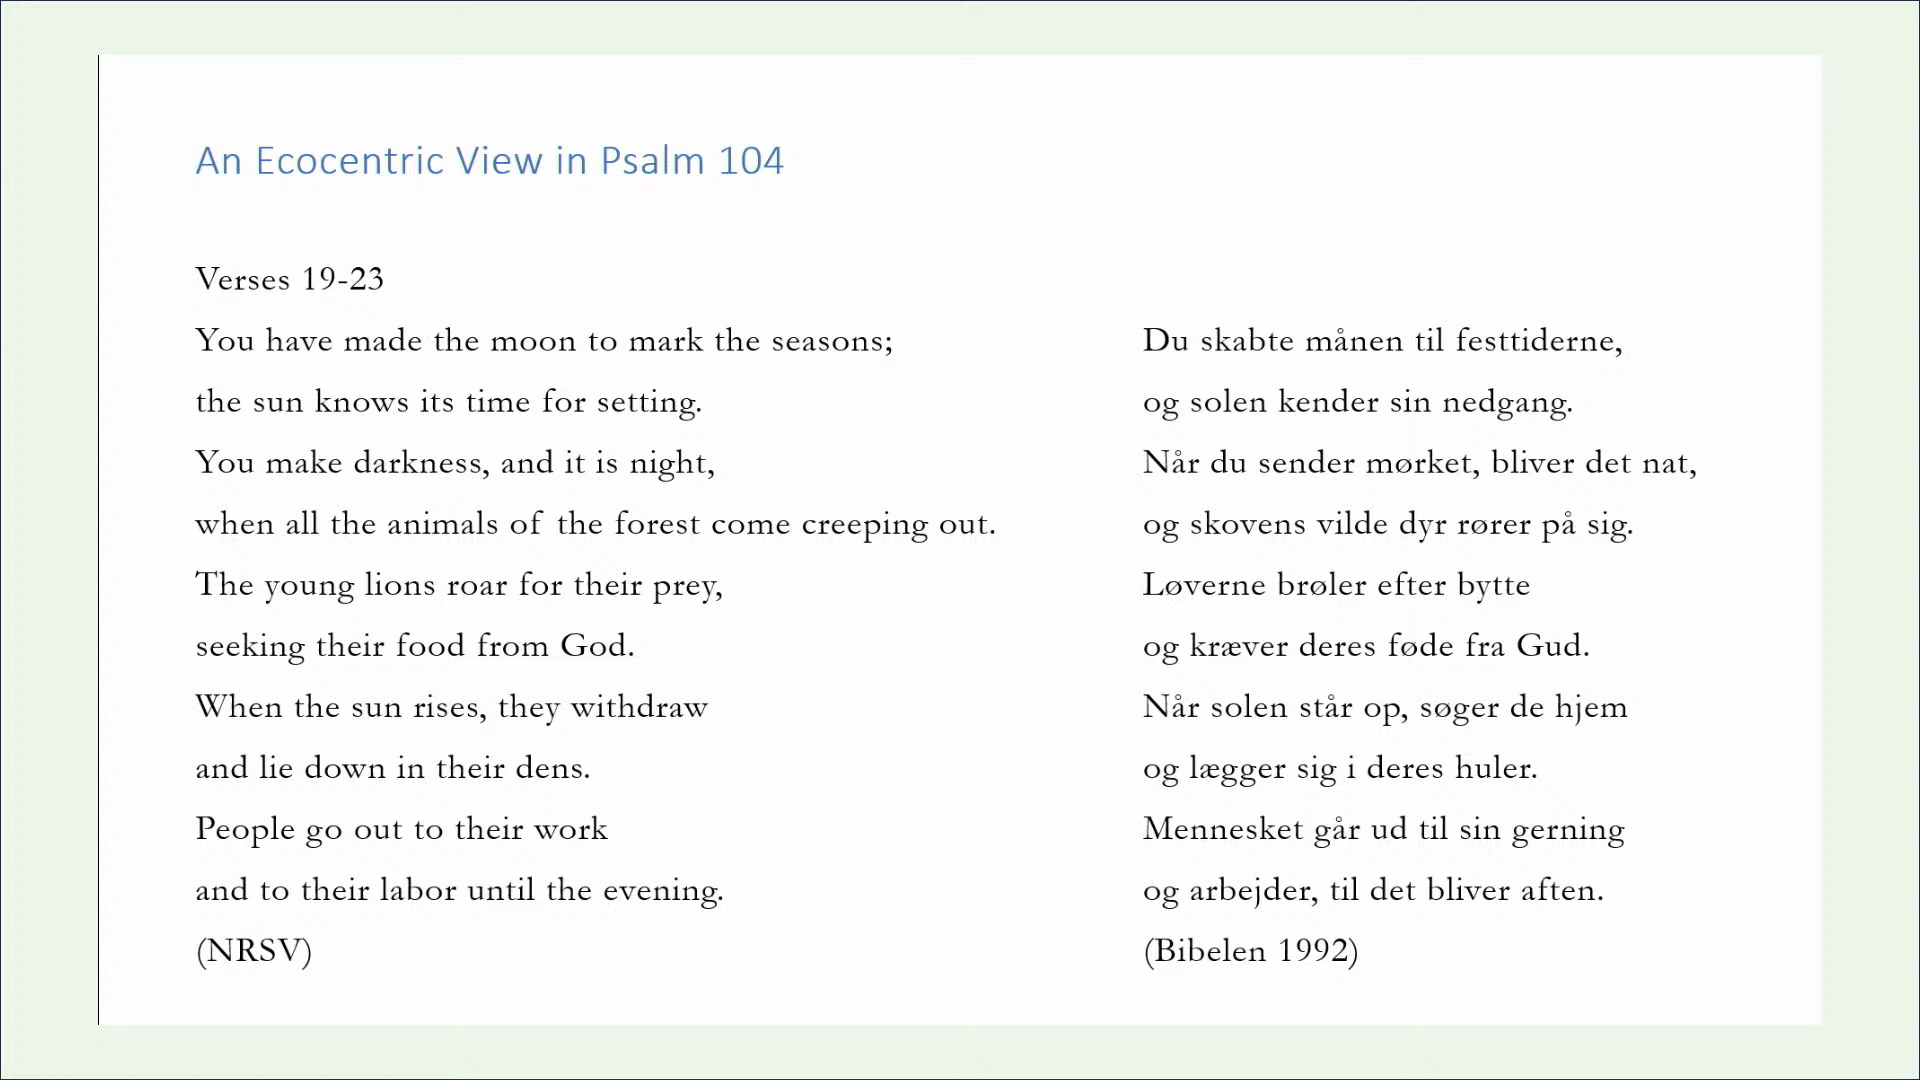 An Ecocentric View in Psalm 104
Verses 19-23
You have made the moon to mark the seasons;
the sun knows its time for setting.
You make darkness, and it is night,
when all the animals of the forest come creeping out.
The young lions roar for their prey,
seeking their food from God.
When the sun rises, they withdraw
and lie down in their dens.
People go out to their work
and to their labor until the evening.
(NRSV)
Du skabte månen til festtiderne,
og solen kender sin nedgang.
Når du sender mørket, bliver det nat,
og skovens vilde dyr rører på sig.
Løverne brøler efter bytte
og kræver deres føde fra Gud.
Når solen står op, søger de hjem
og lægger sig i deres huler.
Mennesket går ud til sin gerning
og arbejder, til det bliver aften.
(Bibelen 1992)